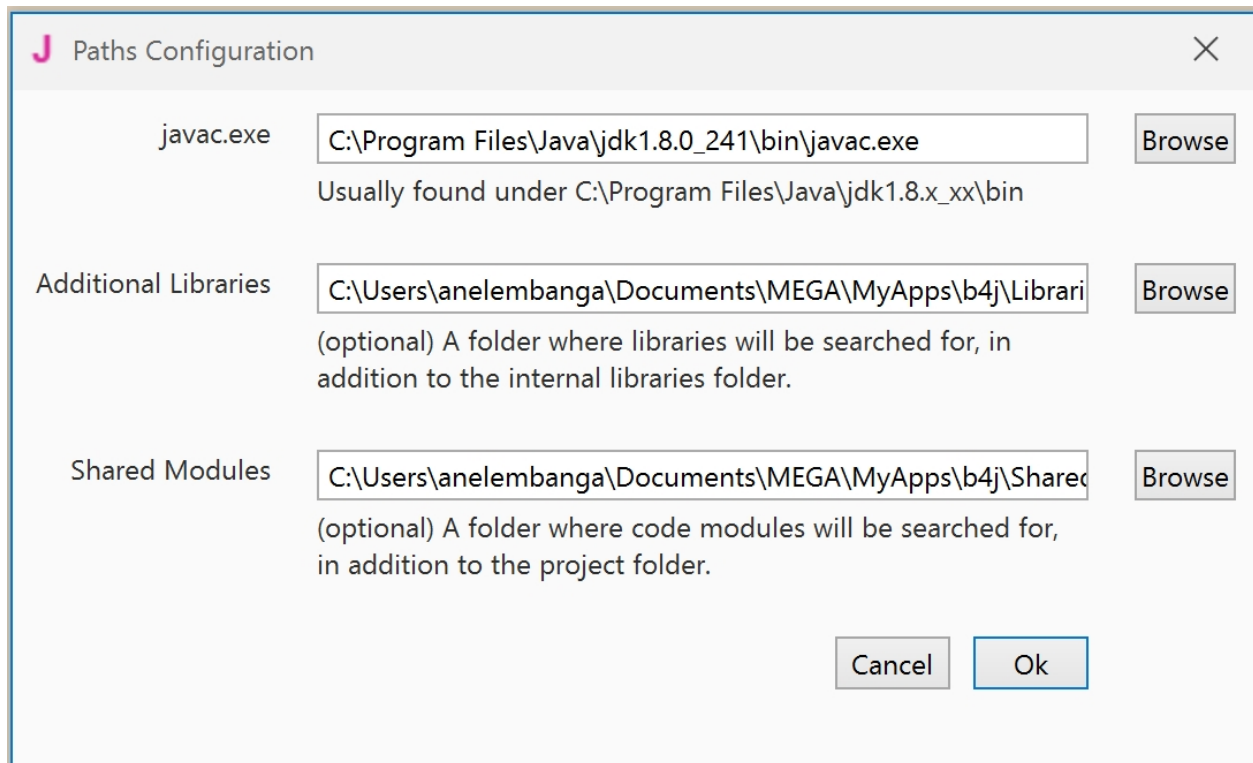 J Paths Configuration
javac.exe
C:\Program Files\Java\jdk1.8.0_241\bin\javac.exe
Browse
Usually found under C:\Program Files\Java\jdk1.8.x_xx\bin
Additional Libraries
C:\Users\anelembanga\Documents\MEGA\MyApps\b4j\Librari
Browse
(optional) A folder where libraries will be searched for, in
addition to the internal libraries folder.
Shared Modules
C:\Users\anelembanga\Documents\MEGA\MyApps\b4j\Shared
Browse
(optional) A folder where code modules will be searched for,
in addition to the project folder.
Cancel
Ok